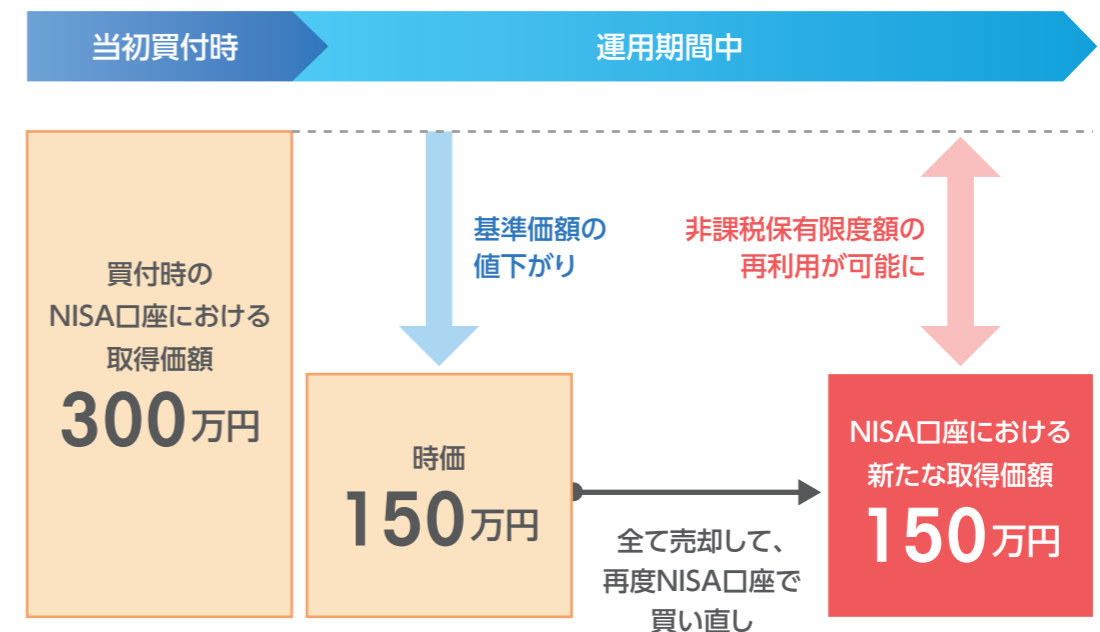 当初買付時
運用期間中
買付時の
NISA口座における
取得価額
300万円
基準価額の
値下がり
時価
150万円
全て売却して、
再度NISA口座で
買い直し
非課税保有限度額の
再利用が可能に
NISA口座における
新たな取得価額
150万円